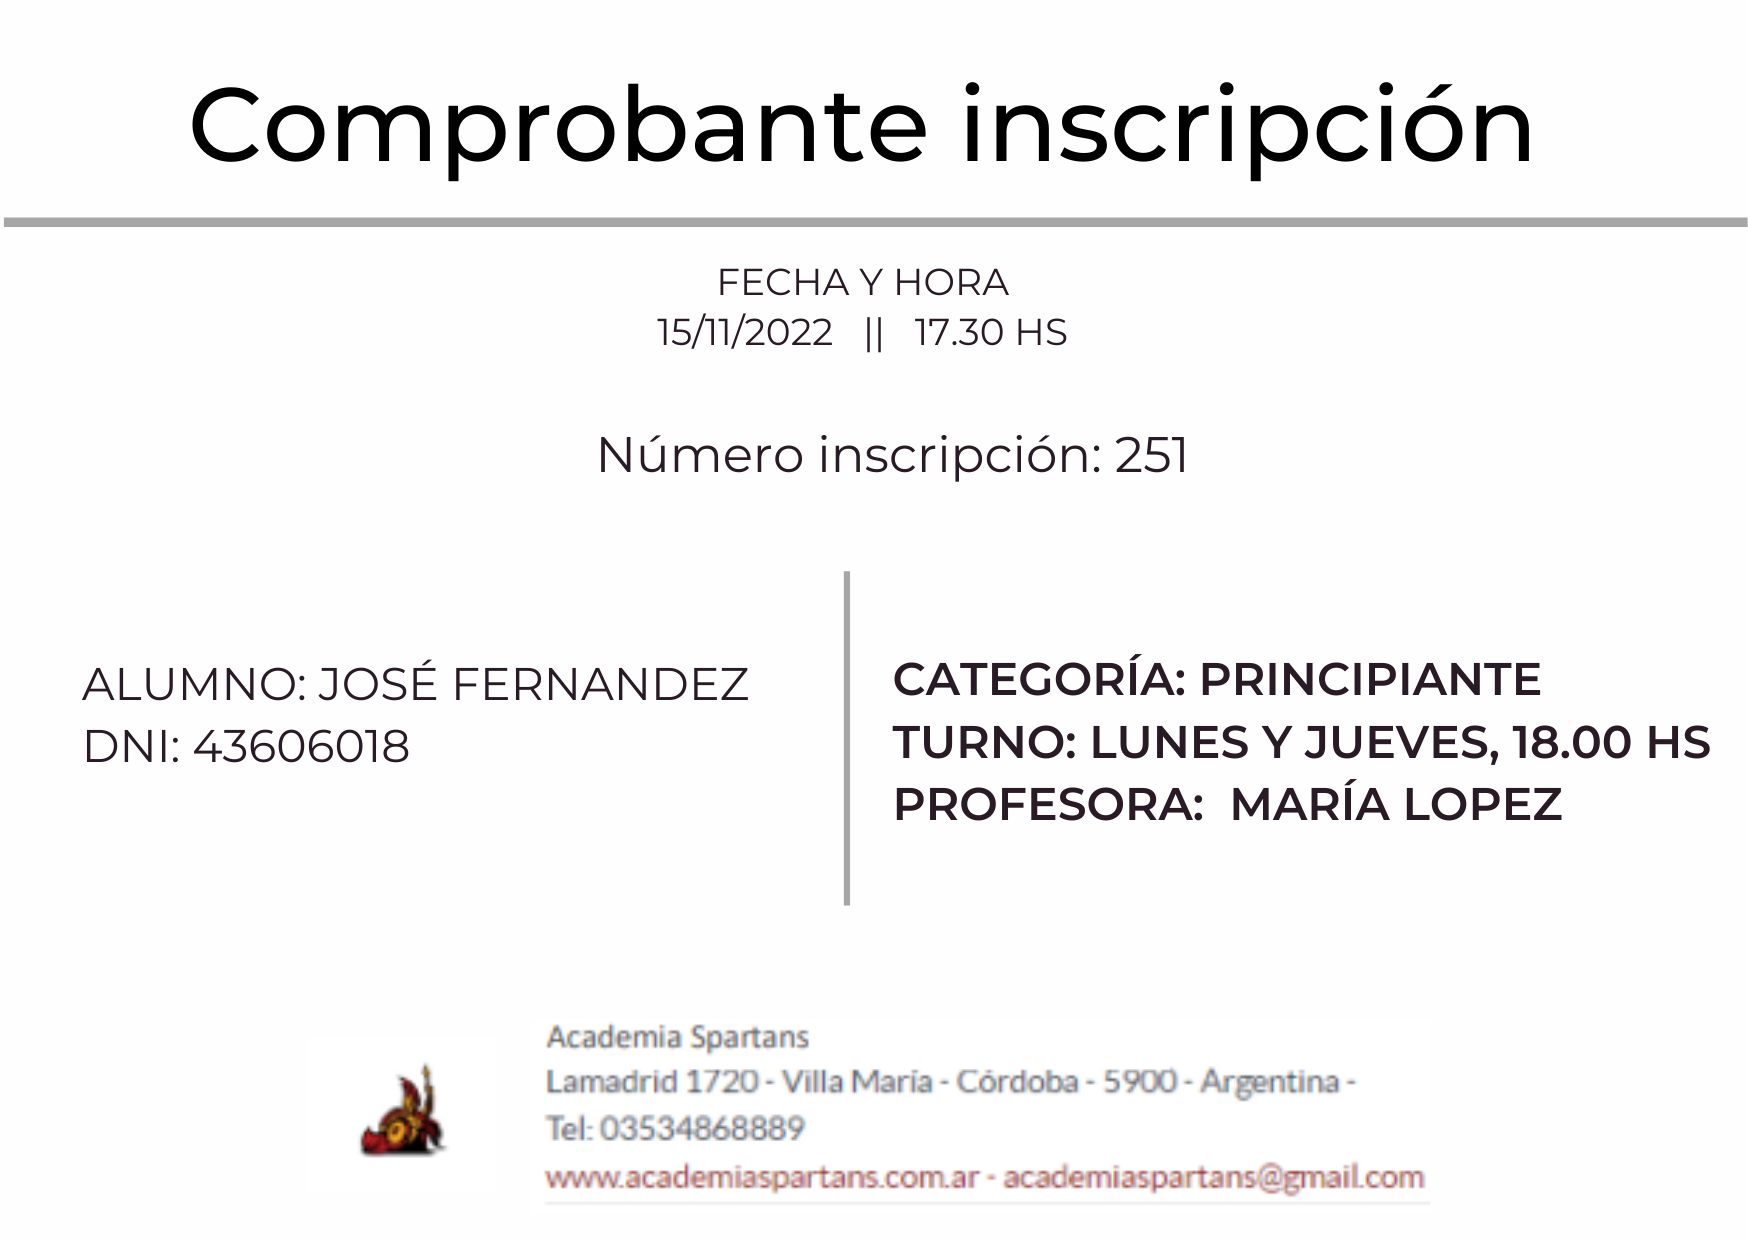 Comprobante inscripción
FECHA Y HORA
15/11/2022 || 17.30 HS
Número inscripción: 251
ALUMNO: JOSÉ FERNANDEZ
DNI: 43606018
CATEGORÍA: PRINCIPIANTE
TURNO: LUNES Y JUEVES, 18.00 HS
PROFESORA: MARÍA LOPEZ
Academia Spartans
Lamadrid 1720 - Villa María - Córdoba - 5900 - Argentina -
Tel: 03534868889
www.academiaspartans.com.ar - academiaspartans@gmail.com